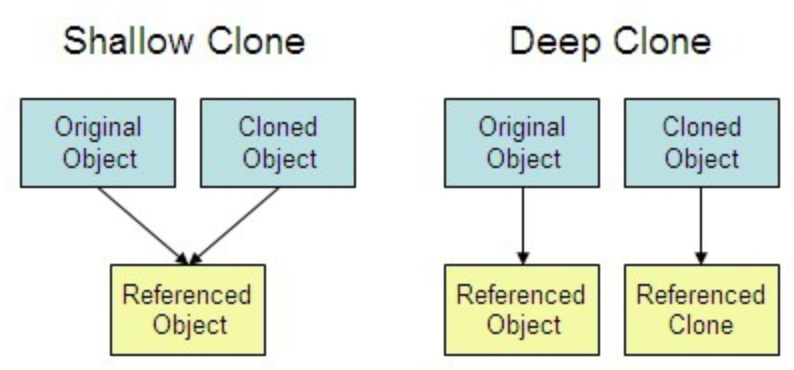 Shallow Clone
Original
Object
Cloned
Object
Referenced
Object
Deep Clone
Original
Object
Cloned
Object
Referenced
Object
Referenced
Clone